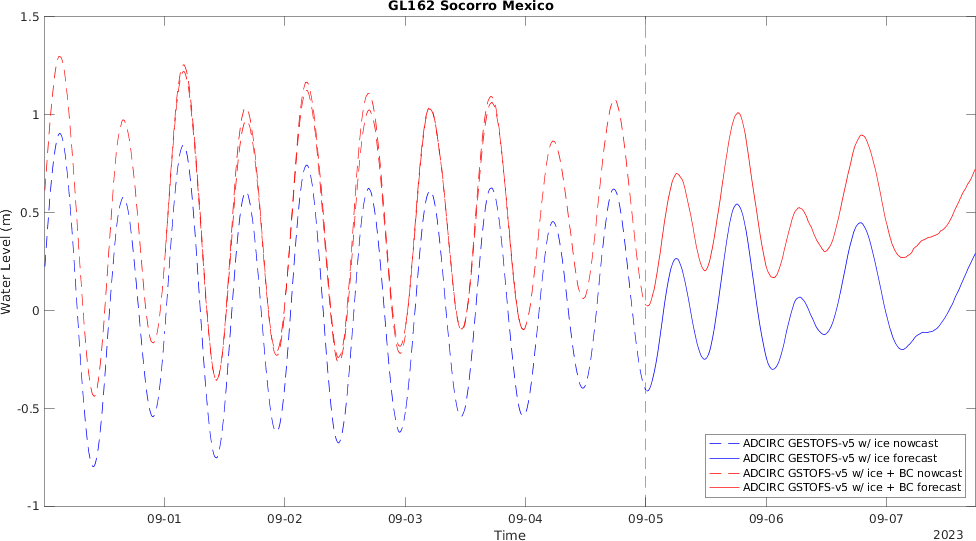 GL162 Socorro Mexico
1.5
1
0.5
0
-0.5
-1
Water Level (m)
09-01
09-02
09-03
09-04
09-05
09-06
09-07
Time
2023
ADCIRC GESTOFS-v5 w/ ice nowcast
ADCIRC GESTOFS-v5 w/ ice forecast
ADCIRC GSTOFS-v5 w/ ice + BC nowcast
ADCIRC GSTOFS-v5 w/ ice + BC forecast